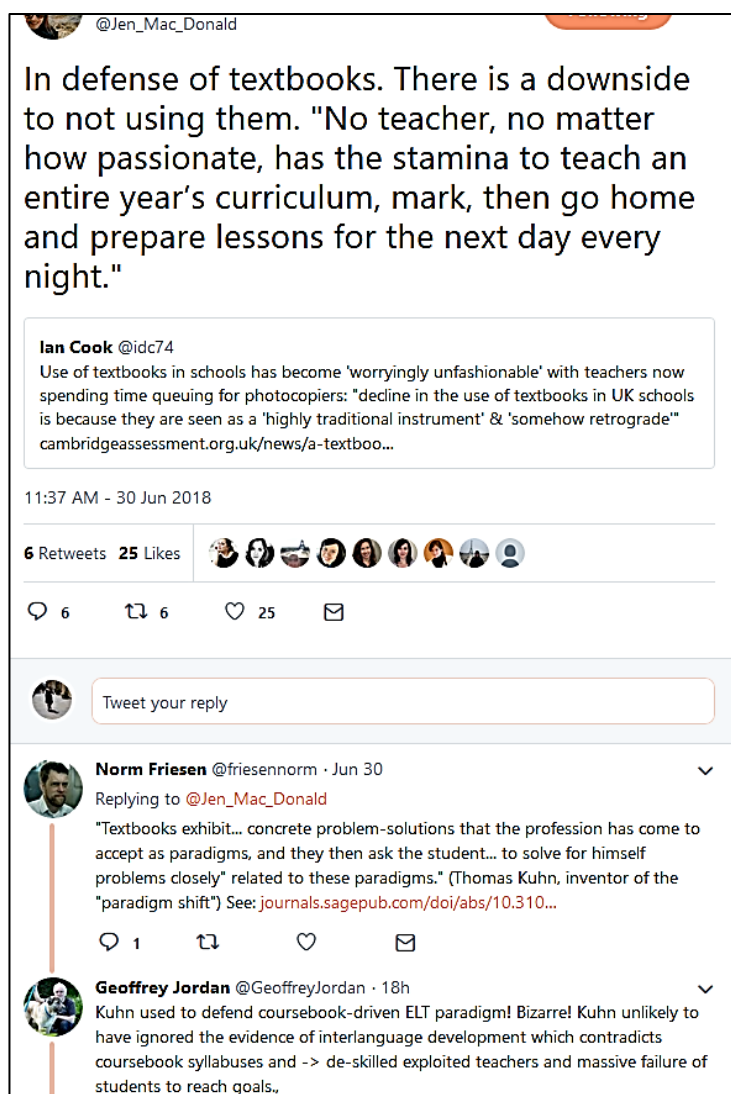 @Jen_Mac_Donald
In defense of textbooks. There is a downside
to not using them. "No teacher, no matter
how passionate, has the stamina to teach an
entire year's curriculum, mark, then go home
and prepare lessons for the next day every
night."
Ian Cook @idc74
Use of textbooks in schools has become 'worryingly unfashionable' with teachers now
spending time queuing for photocopiers: "decline in the use of textbooks in UK schools
is because they are seen as a 'highly traditional instrument' & 'somehow retrograde'"
cambridgeassessment.org.uk/news/a-textboo...
11:37 AM - 30 Jun 2018
6 Retweets 25 Likes
6 6 25
Tweet your reply
Norm Friesen @friesennorm · Jun 30
Replying to @Jen_Mac_Donald
"Textbooks exhibit... concrete problem-solutions that the profession has come to
accept as paradigms, and they then ask the student... to solve for himself
problems closely" related to these paradigms." (Thomas Kuhn, inventor of the
"paradigm shift") See: journals.sagepub.com/doi/abs/10.310...
1
Geoffrey Jordan @GeoffreyJordan · 18h
Kuhn used to defend coursebook-driven ELT paradigm! Bizarre! Kuhn unlikely to
have ignored the evidence of interlanguage development which contradicts
coursebook syllabuses and -> de-skilled exploited teachers and massive failure of
students to reach goals.,